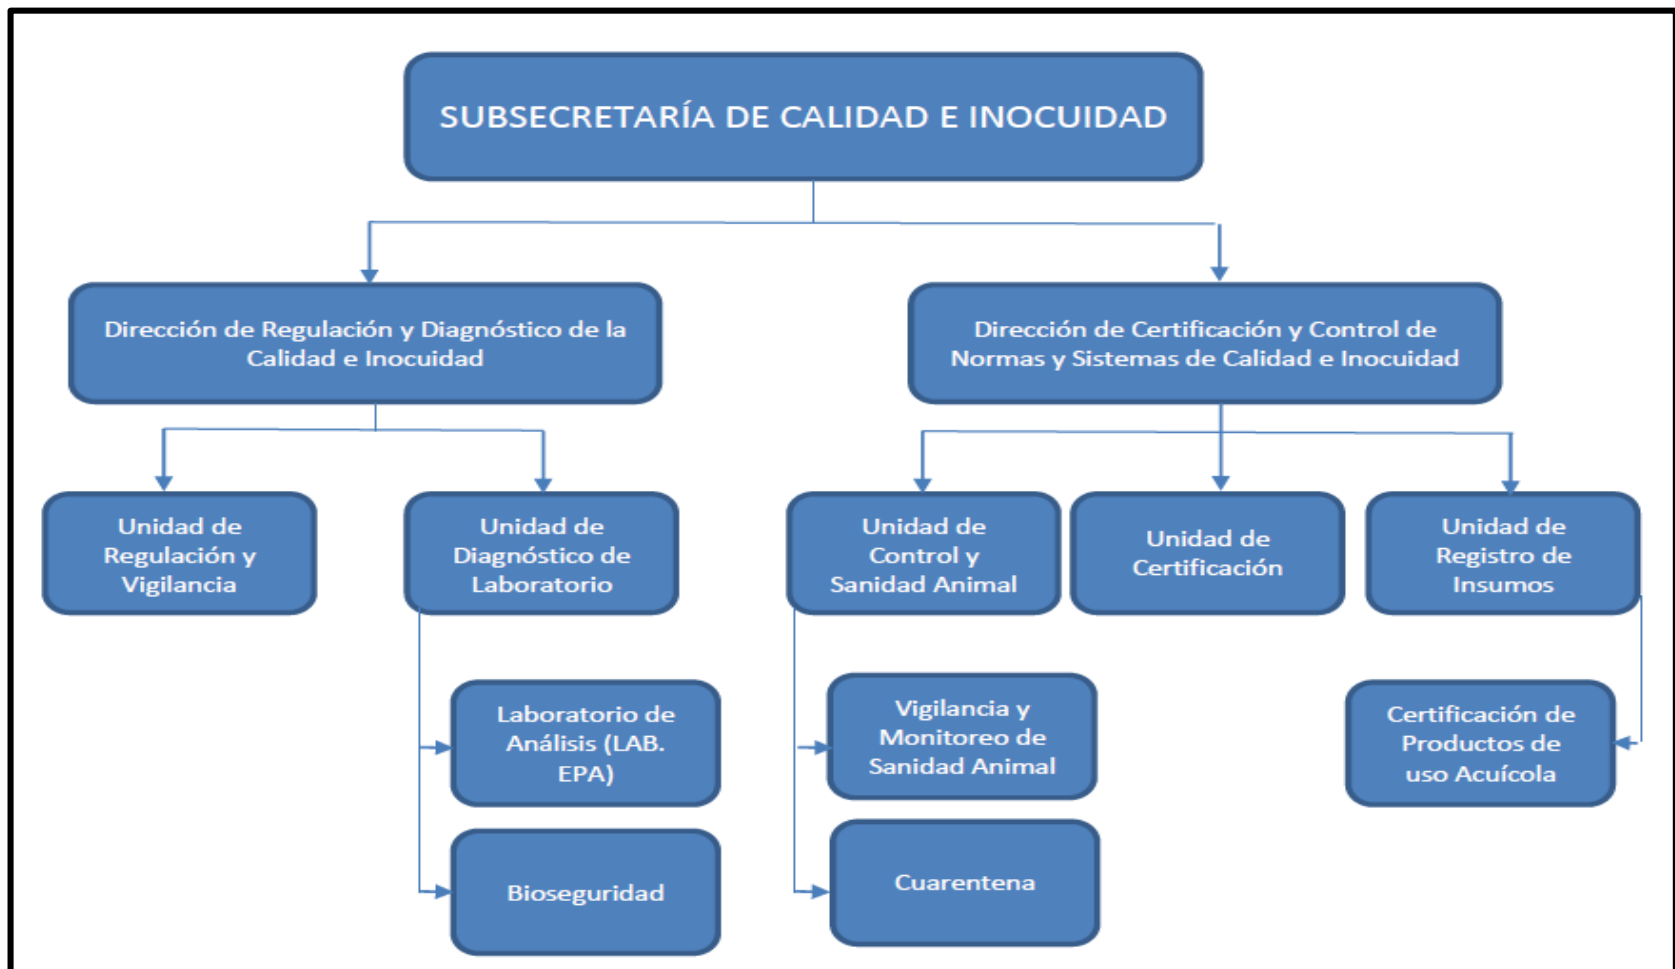 SUBSECRETARÍA DE CALIDAD E INOCUIDAD
Dirección de Regulación y Diagnóstico de la
Calidad e Inocuidad
Dirección de Certificación y Control de
Normas y Sistemas de Calidad e Inocuidad
Unidad de
Regulación y
Vigilancia
Unidad de
Diagnóstico de
Laboratorio
Unidad de
Control y
Sanidad Animal
Unidad de
Certificación
Unidad de
Registro de
Insumos
Laboratorio de
Análisis (LAB.
EPA)
Vigilancia y
Monitoreo de
Sanidad Animal
Certificación de
Productos de
uso Acuícola
Bioseguridad
Cuarentena